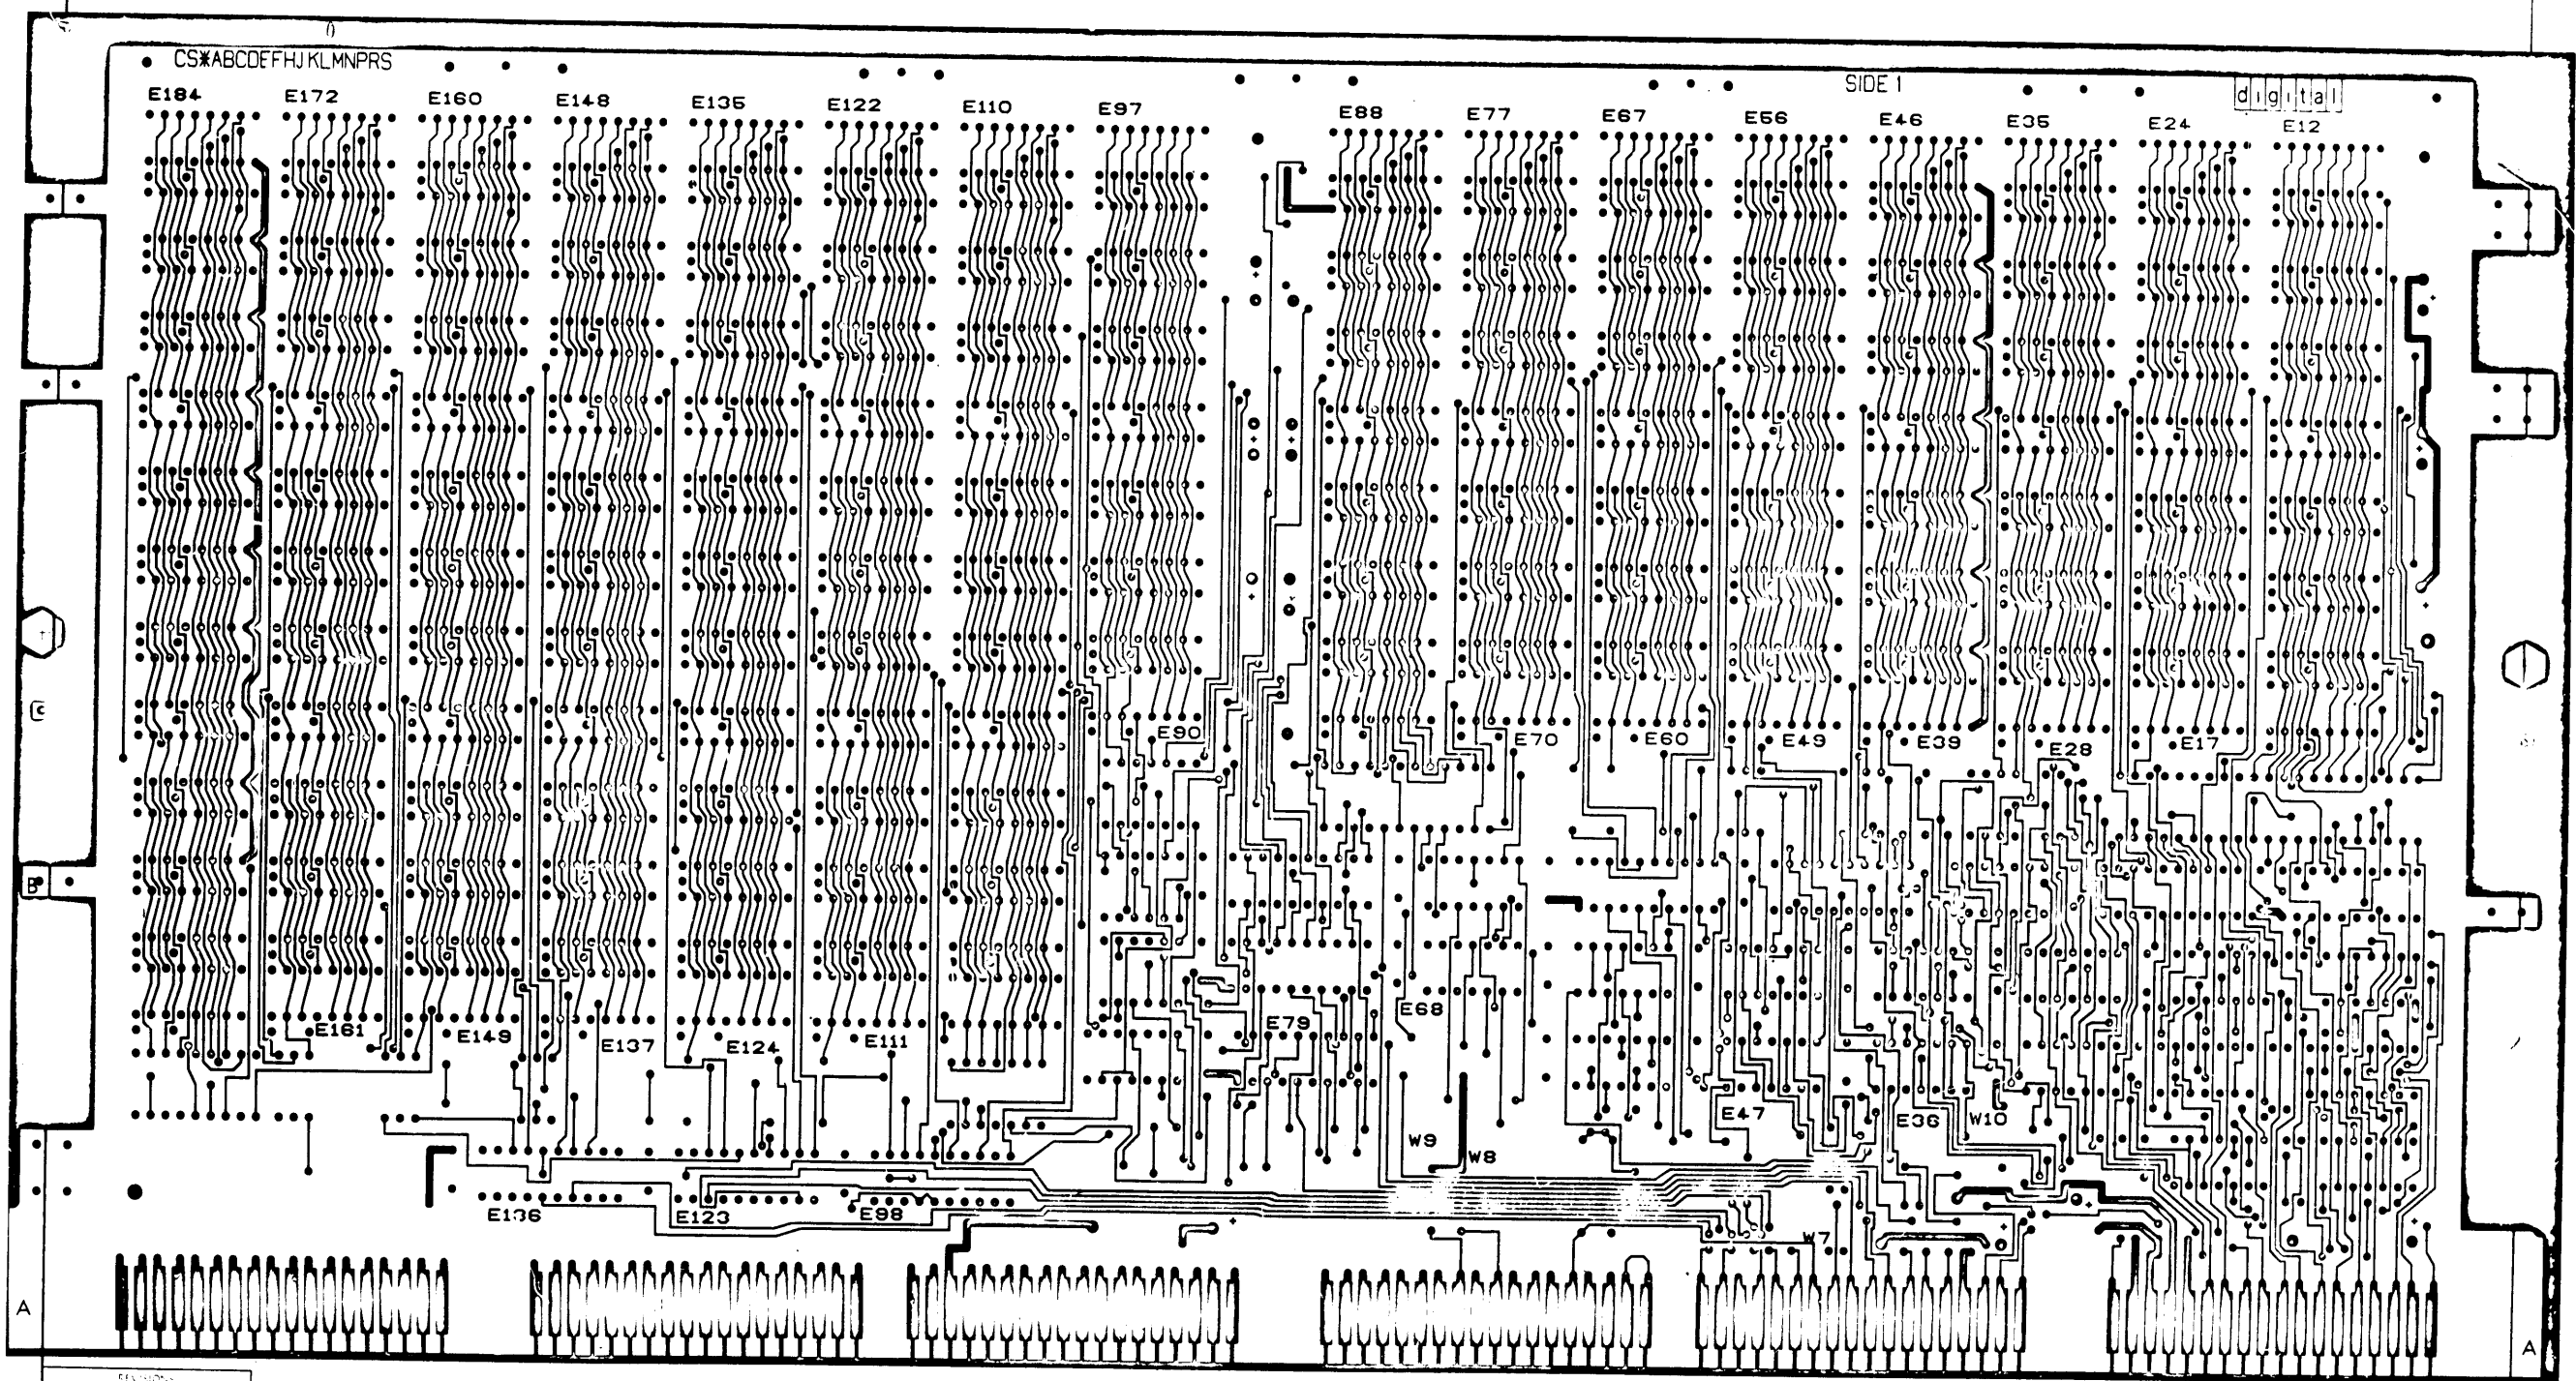 CS*ABCDEFHJKLMNPRS
SIDE 1
digital
E184 E172 E160 E148 E135 E122 E110 E97 E88 E77 E67 E56 E46 E35 E24 E12
C
E90 E70 E60 E49 E39 E28 E17
B
E161 E149 E137 E124 E111 E79 E68
E47 E36 W10
W9 W8
E136 E123 E98
W7
A A